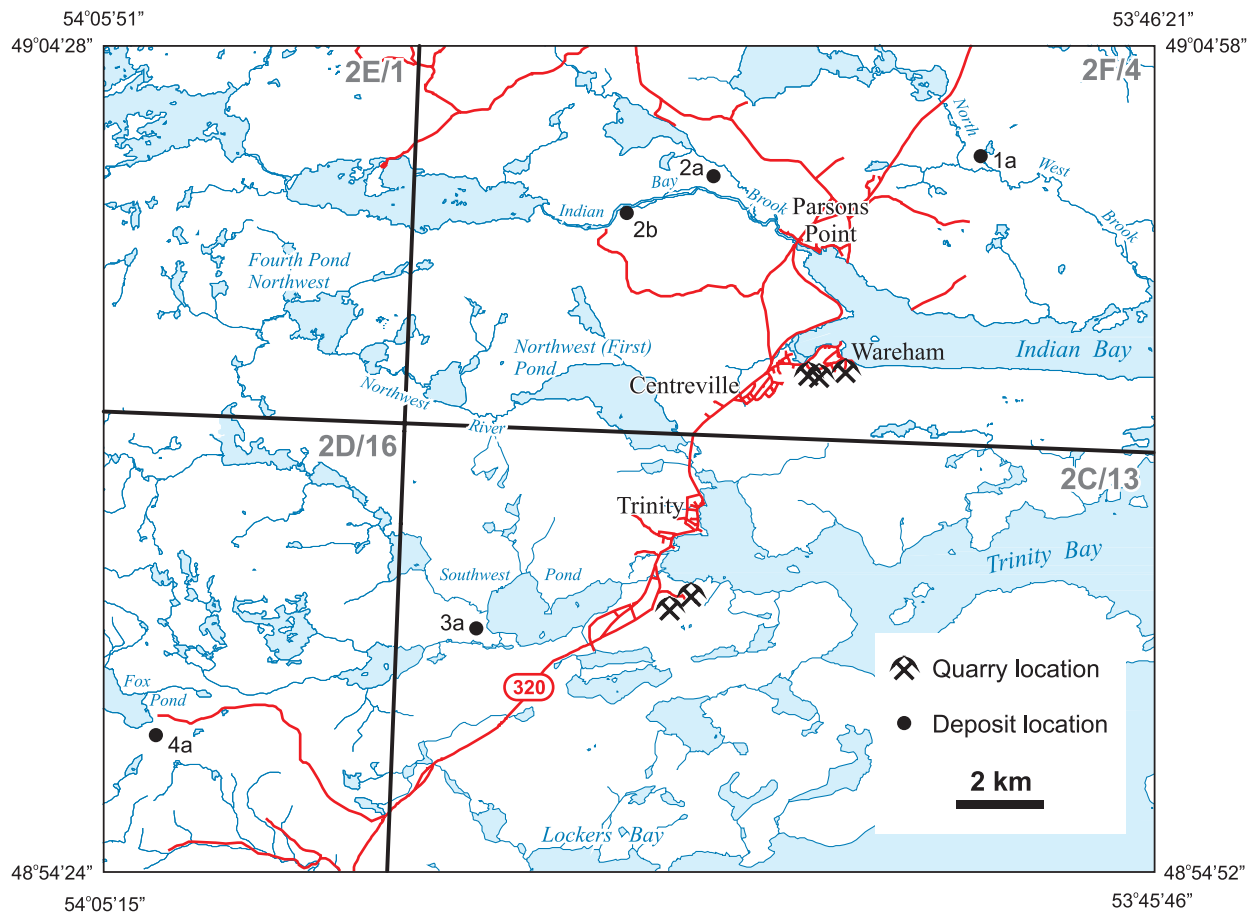 54°05’51”
53°46’21”
49°04’28”
49°04’58”
2E/1
2F/4
North
West
Brook
1a
2a
Bay
Brook
Indian
2b
Parsons
Point
Fourth Pond
Northwest
Northwest (First)
Pond
Wareham
Indian Bay
Centreville
Northwest
River
2D/16
2C/13
Trinity
Trinity Bay
Southwest Pond
3a
Fox
Pond
4a
320
Quarry location
Deposit location
2 km
Lockers Bay
48°54’24”
48°54’52”
54°05’15”
53°45’46”